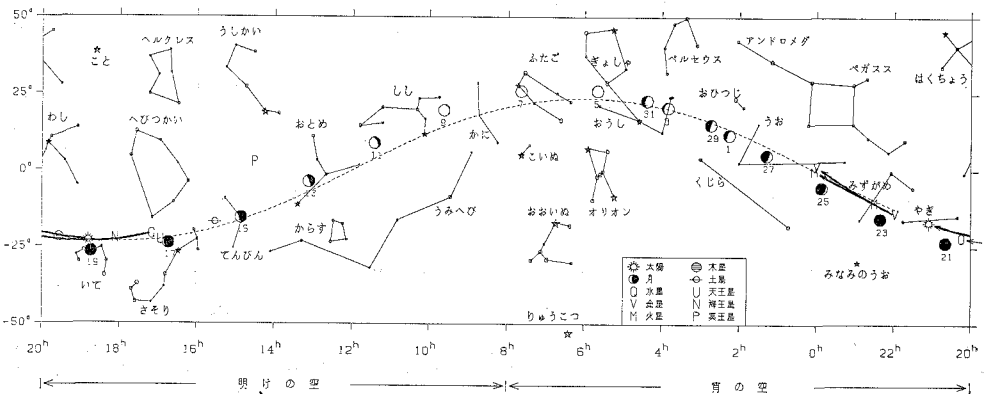 50°
25°
0°
-25°
-50°
こと
ヘルクレス
うしかい
わし
へびつかい
おとめ
しし
かに
ふたご
ぎょしゃ
ペルセウス
アンドロメダ
ペガスス
はくちょう
おひつじ
うお
おうし
こいぬ
くじら
みずがめ
やぎ
てんびん
からす
うみへび
おおいぬ
オリオン
いて
さそり
りゅうこつ
みなみのうお
P
N
U
V
M
5
3
31
29
1
27
25
23
21
9
11
13
15
19
太陽 木星
月 土星
Q 水星 U 天王星
V 金星 N 海王星
M 火星 P 冥王星
20h 18h 16h 14h 12h 10h 8h 6h 4h 2h 0h 22h 20h
明けの空 宵の空